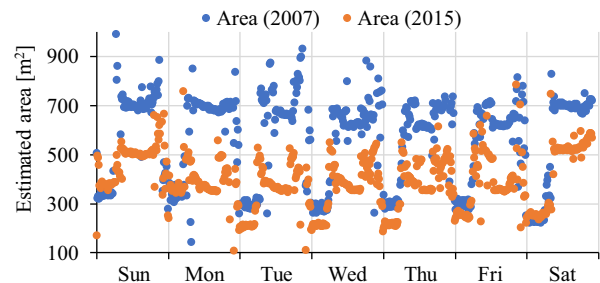 Area (2007) Area (2015)
Estimated area [m²]
900
700
500
300
100
Sun Mon Tue Wed Thu Fri Sat